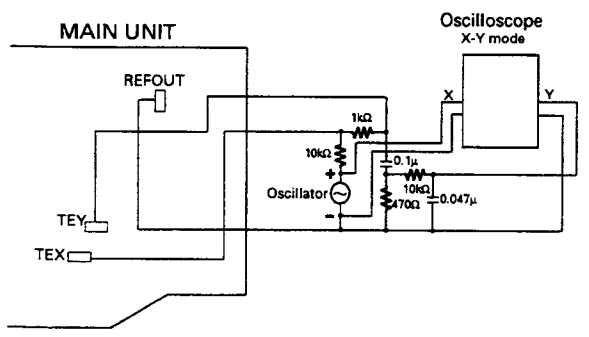 Oscilloscope
X-Y mode
MAIN UNIT
REFOUT
X
Y
1kΩ
10kΩ
0.1μ
+
Oscillator
10kΩ
470Ω
0.047μ
−
TEY
TEX